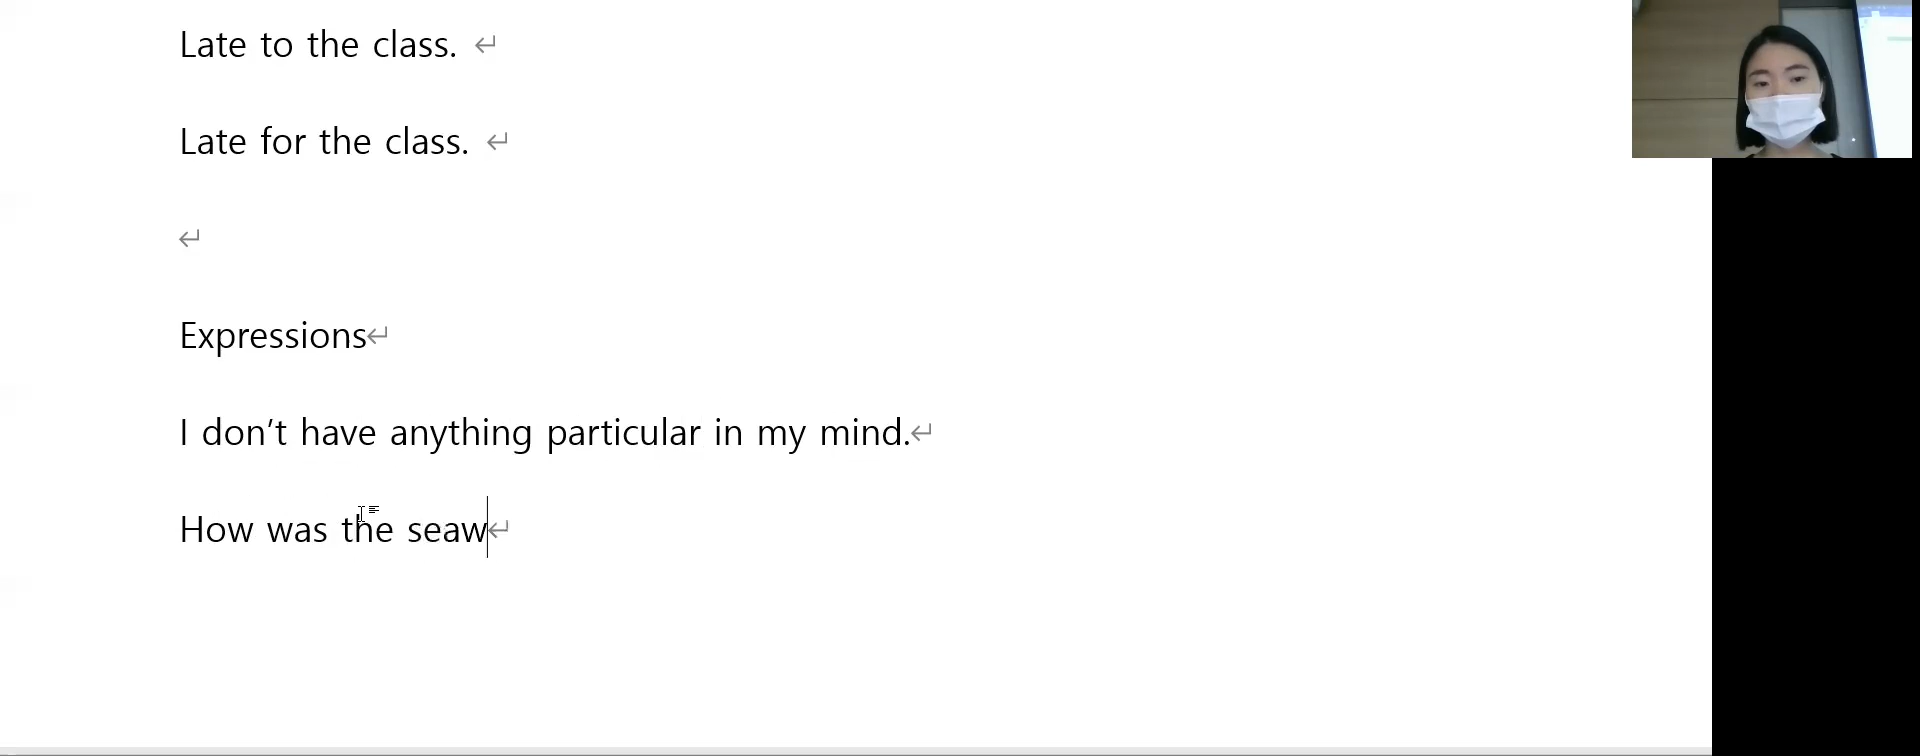 Late to the class.
Late for the class.
Expressions
I don’t have anything particular in my mind.
How was the seaw